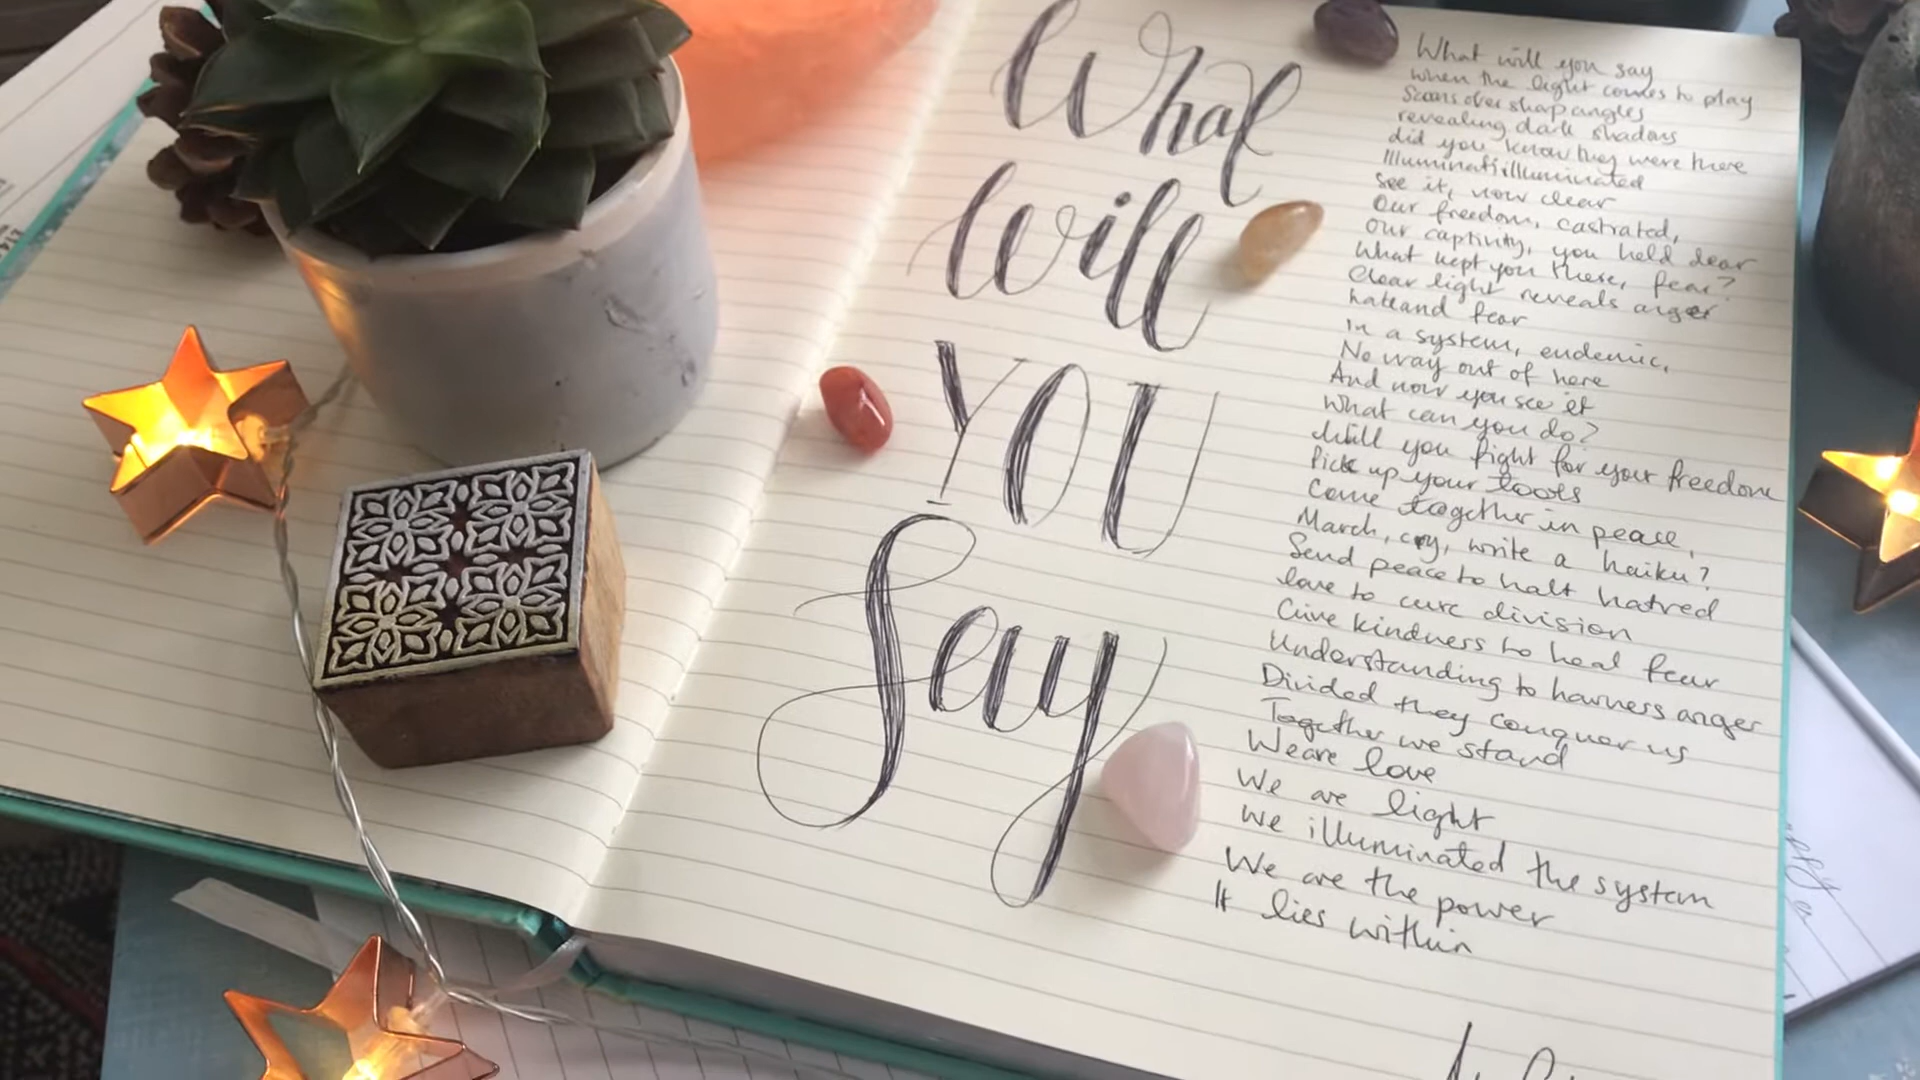 What
Will
YOU
Say
What will you say
when the light comes to play
Scans over shap angles
revealing dark shadows
did you know they were there
Illuminati illuminated
See it, now clear
Our freedom, castrated,
our captivity, you held dear
What kept you there, fear?
Clear light reveals anger
hate and fear
In a system, endemic,
No way out of here
And now you see it
What can you do?
Will you fight for your freedom
Pick up your tools
Come together in peace,
March, cry, write a haiku?
Send peace to halt hatred
love to cure division
Give kindness to heal fear
Understanding to harness anger
Divided they conquer us
Together we stand
We are love
We are light
We illuminated the system
We are the power
It lies within